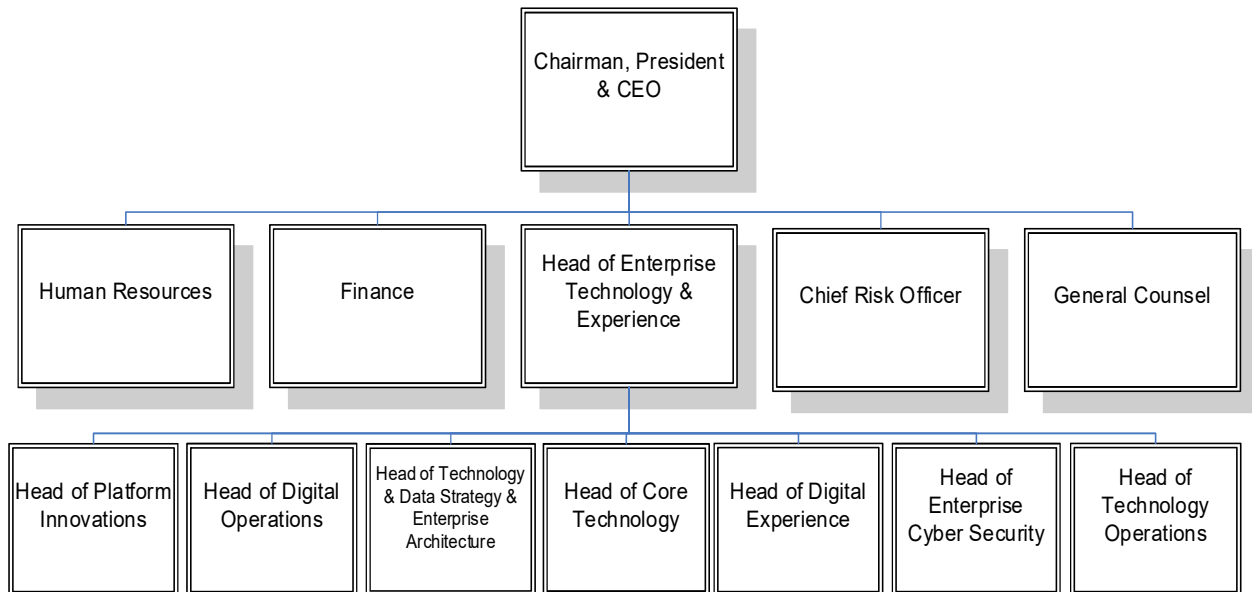 Chairman, President
& CEO
Human Resources
Finance
Head of Enterprise
Technology &
Experience
Chief Risk Officer
General Counsel
Head of Platform
Innovations
Head of Digital
Operations
Head of Technology
& Data Strategy &
Enterprise
Architecture
Head of Core
Technology
Head of Digital
Experience
Head of
Enterprise
Cyber Security
Head of
Technology
Operations